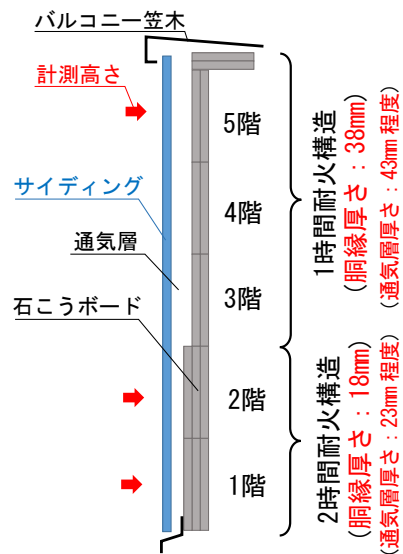 バルコニー笠木
計測高さ
サイディング
通気層
石こうボード
5階
4階
3階
2階
1階
1時間耐火構造
(胴縁厚さ：38㎜)
(通気層厚さ：43㎜程度)
2時間耐火構造
(胴縁厚さ：18㎜)
(通気層厚さ：23㎜程度)